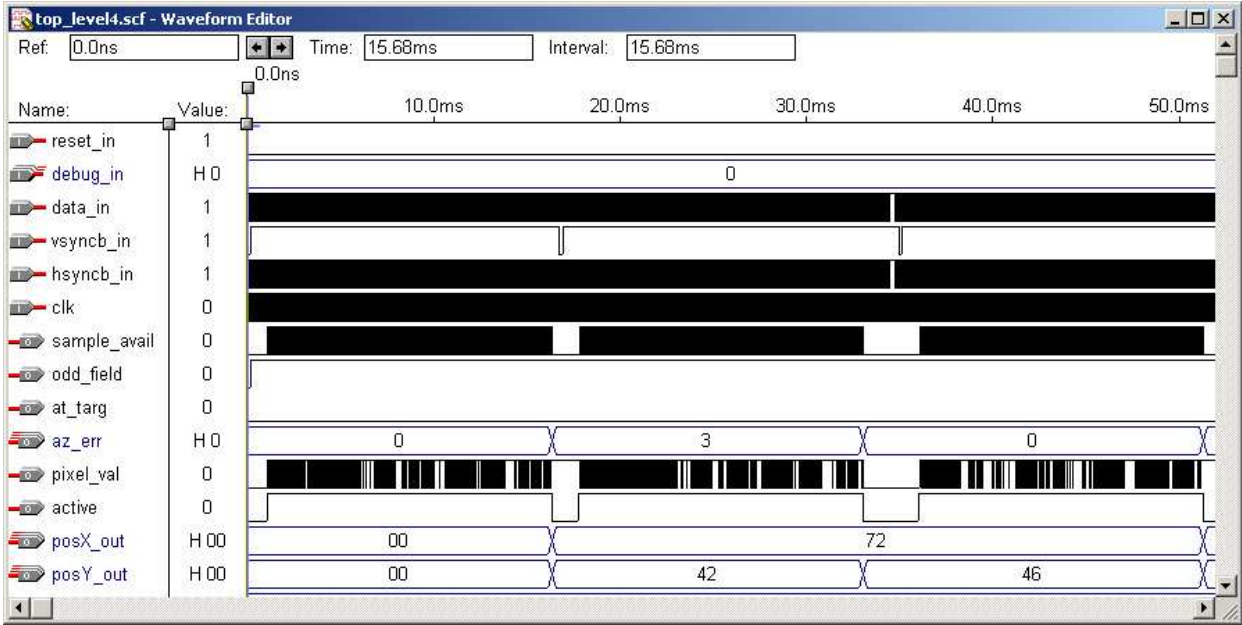 top_level4.scf - Waveform Editor
Ref: 0.0ns Time: 15.68ms Interval: 15.68ms
0.0ns
Name: Value: 10.0ms 20.0ms 30.0ms 40.0ms 50.0ms
reset_in 1
debug_in H 0 0
data_in 1
vsyncb_in 1
hsyncb_in 1
clk 0
sample_avail 0
odd_field 0
at_targ 0
az_err H 0 0 3 0
pixel_val 0
active 0
posX_out H 00 00 72
posY_out H 00 00 42 46